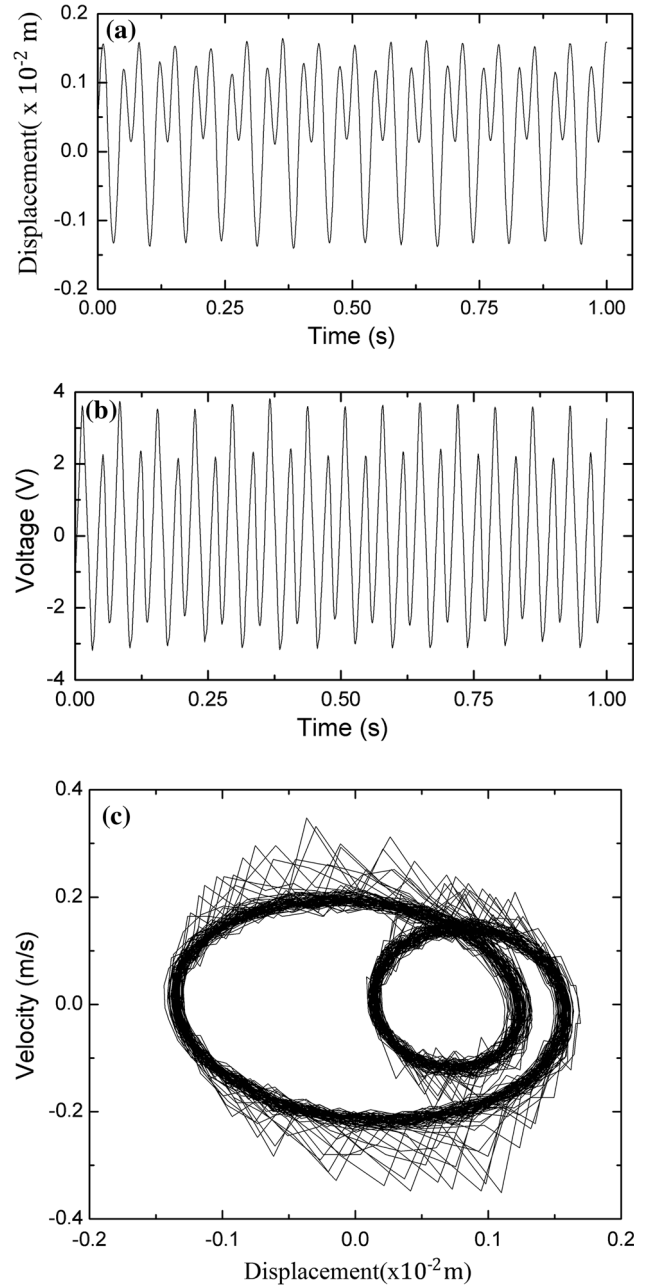 (a)
Displacement( x 10⁻² m)
0.2
0.1
0.0
-0.1
-0.2
0.00 0.25 0.50 0.75 1.00
Time (s)
(b)
Voltage (V)
4
2
0
-2
-4
0.00 0.25 0.50 0.75 1.00
Time (s)
(c)
Velocity (m/s)
0.4
0.2
0.0
-0.2
-0.4
-0.2 -0.1 0.0 0.1 0.2
Displacement(x10⁻² m)